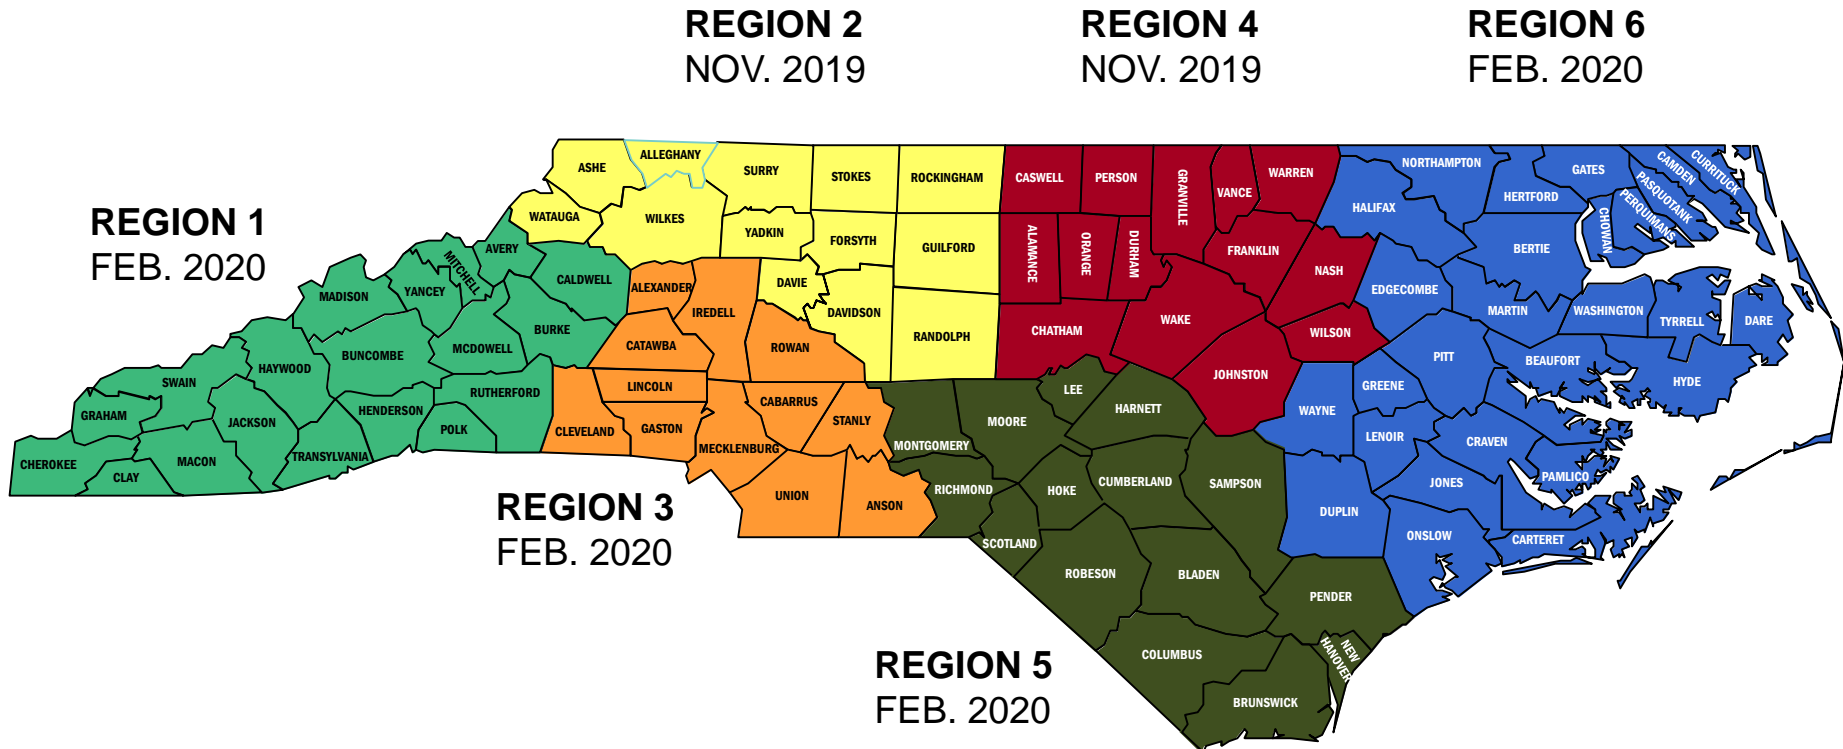 REGION 2
NOV. 2019
REGION 4
NOV. 2019
REGION 6
FEB. 2020
REGION 1
FEB. 2020
REGION 3
FEB. 2020
REGION 5
FEB. 2020
CHEROKEE
GRAHAM
CLAY
SWAIN
MACON
JACKSON
HAYWOOD
TRANSYLVANIA
MADISON
BUNCOMBE
HENDERSON
YANCEY
MITCHELL
AVERY
MCDOWELL
POLK
RUTHERFORD
BURKE
CALDWELL
ASHE
ALLEGHANY
WATAUGA
WILKES
SURRY
YADKIN
STOKES
FORSYTH
DAVIE
DAVIDSON
ROCKINGHAM
GUILFORD
RANDOLPH
ALEXANDER
IREDELL
CATAWBA
ROWAN
LINCOLN
CLEVELAND
GASTON
MECKLENBURG
CABARRUS
STANLY
UNION
ANSON
CASWELL
PERSON
GRANVILLE
VANCE
WARREN
ALAMANCE
ORANGE
DURHAM
FRANKLIN
NASH
CHATHAM
WAKE
WILSON
JOHNSTON
MONTGOMERY
MOORE
LEE
HARNETT
RICHMOND
HOKE
CUMBERLAND
SAMPSON
SCOTLAND
ROBESON
BLADEN
PENDER
COLUMBUS
NEW
HANOVER
BRUNSWICK
NORTHAMPTON
HALIFAX
HERTFORD
GATES
CAMDEN
CURRITUCK
PASQUOTANK
PERQUIMANS
CHOWAN
BERTIE
EDGECOMBE
MARTIN
WASHINGTON
TYRRELL
DARE
PITT
BEAUFORT
HYDE
GREENE
WAYNE
LENOIR
CRAVEN
PAMLICO
JONES
DUPLIN
ONSLOW
CARTERET